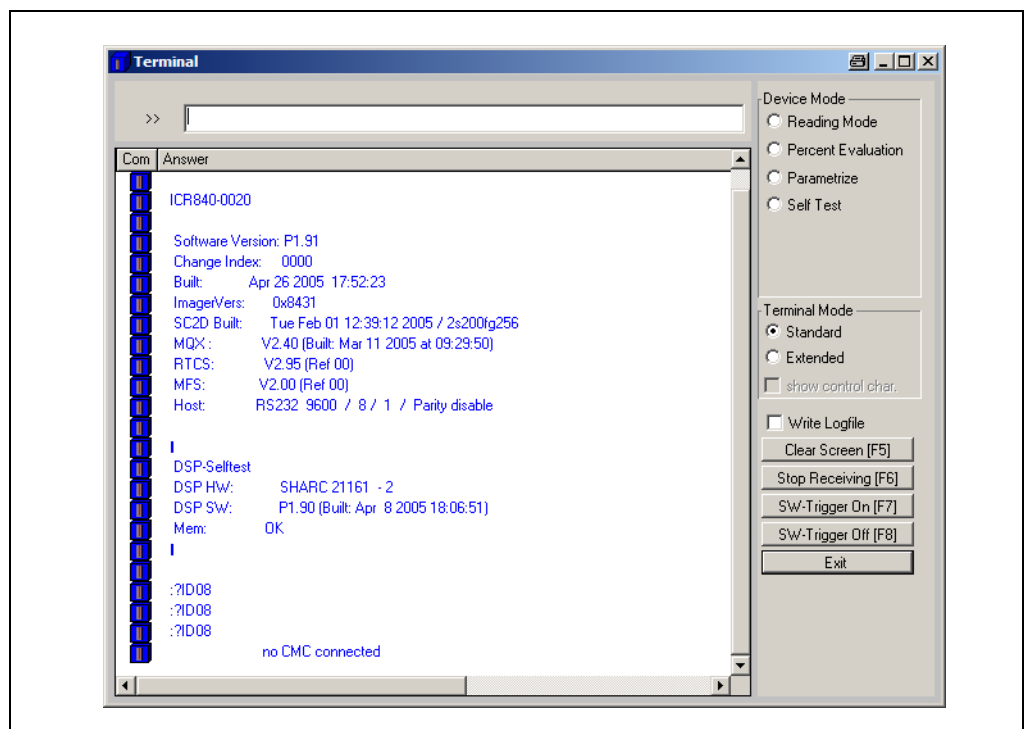 Terminal
>>
Com Answer
ICR840-0020
Software Version: P1.91
Change Index: 0000
Built: Apr 26 2005 17:52:23
ImagerVers: 0x8431
SC2D Built: Tue Feb 01 12:39:12 2005 / 2s200fg256
MQX : V2.40 (Built: Mar 11 2005 at 09:29:50)
RTCS: V2.95 (Ref 00)
MFS: V2.00 (Ref 00)
Host: RS232 9600 / 8 / 1 / Parity disable
DSP-Selftest
DSP HW: SHARC 21161 - 2
DSP SW: P1.90 (Built: Apr 8 2005 18:06:51)
Mem: OK
:?ID08
:?ID08
:?ID08
no CMC connected
Device Mode
Reading Mode
Percent Evaluation
Parametrize
Self Test
Terminal Mode
Standard
Extended
show control char.
Write Logfile
Clear Screen [F5]
Stop Receiving [F6]
SW-Trigger On [F7]
SW-Trigger Off [F8]
Exit